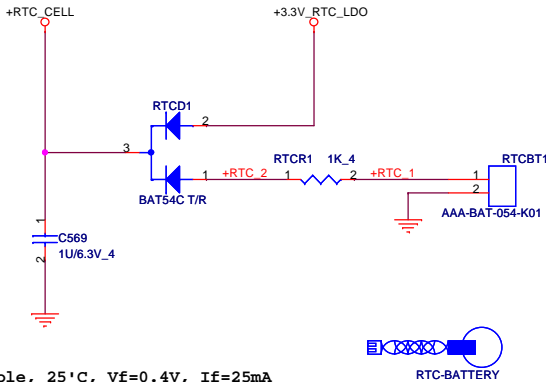 +RTC_CELL
+3.3V_RTC_LDO
RTCD1
2
3
1
+RTC_2
RTCR1 1K_4
1
2
+RTC_1
RTCBT1
1
2
BAT54C T/R
AAA-BAT-054-K01
1
C569
1U/6.3V_4
2
RTC-BATTERY
25'C, Vf=0.4V, If=25mA